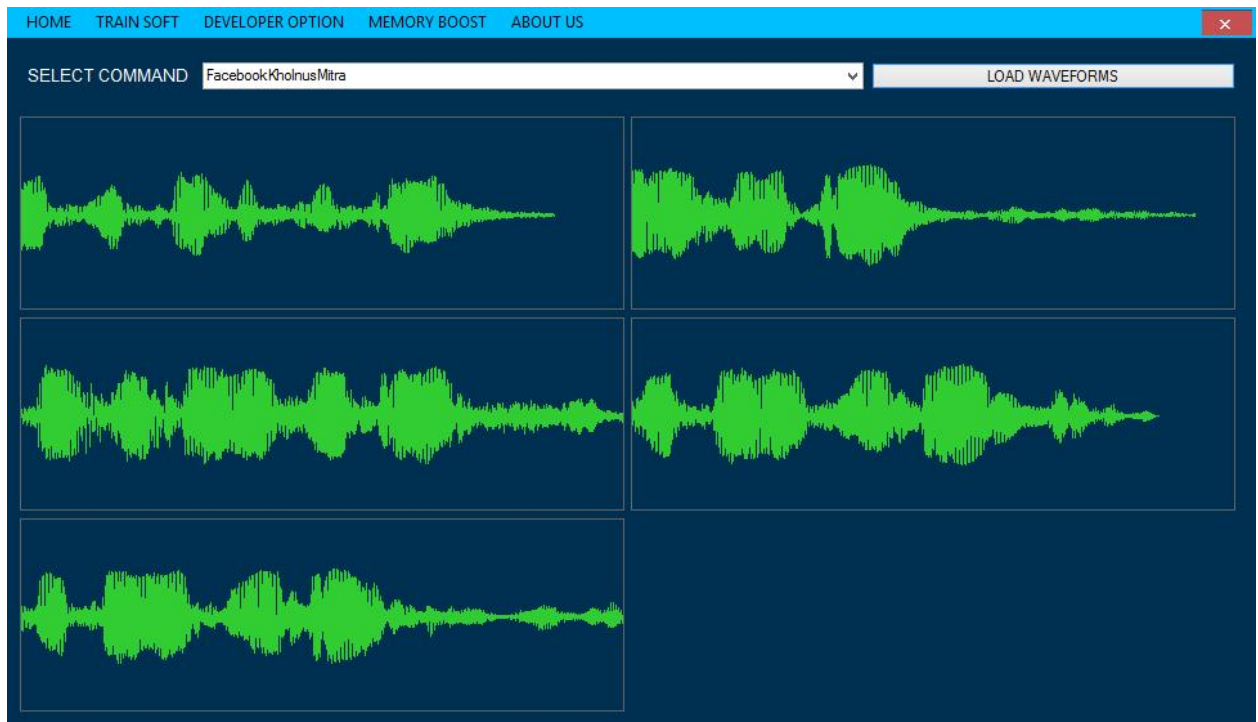 HOME TRAIN SOFT DEVELOPER OPTION MEMORY BOOST ABOUT US
SELECT COMMAND FacebookKholnusMitra LOAD WAVEFORMS